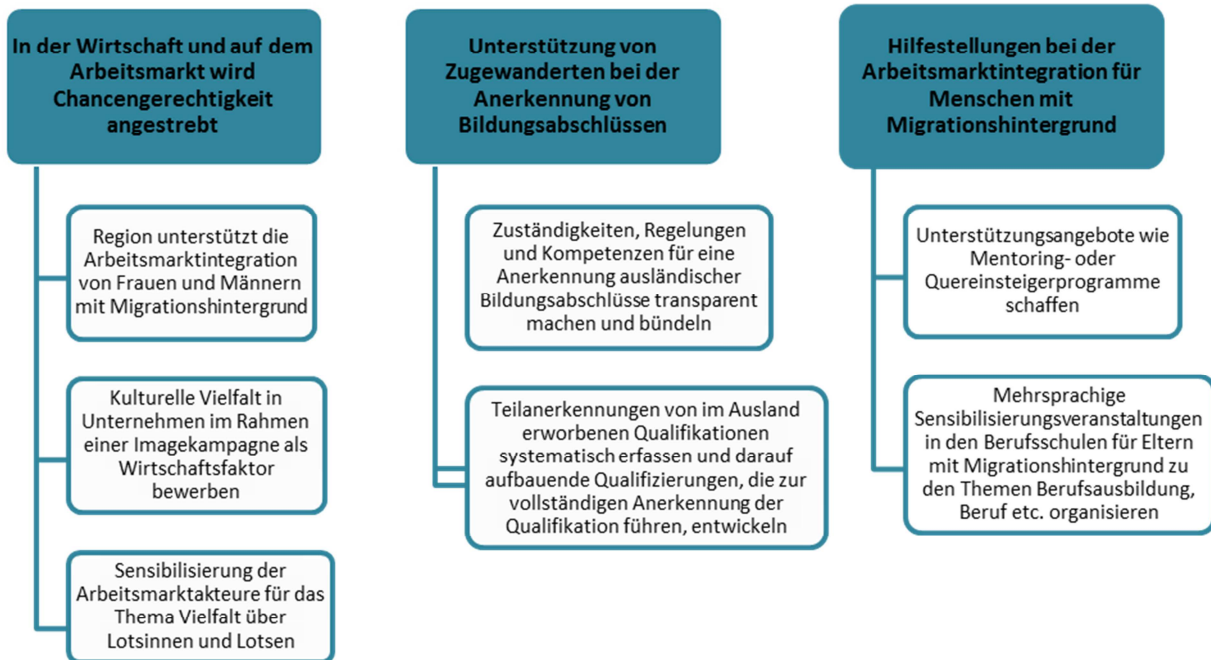 In der Wirtschaft und auf dem
Arbeitsmarkt wird
Chancengerechtigkeit
angestrebt
Region unterstützt die
Arbeitsmarktintegration
von Frauen und Männern
mit Migrationshintergrund
Kulturelle Vielfalt in
Unternehmen im Rahmen
einer Imagekampagne als
Wirtschaftsfaktor
bewerben
Sensibilisierung der
Arbeitsmarktakteure für das
Thema Vielfalt über
Lotsinnen und Lotsen
Unterstützung von
Zugewanderten bei der
Anerkennung von
Bildungsabschlüssen
Zuständigkeiten, Regelungen
und Kompetenzen für eine
Anerkennung ausländischer
Bildungsabschlüsse transparent
machen und bündeln
Teilanerkennungen von im Ausland
erworbenen Qualifikationen
systematisch erfassen und darauf
aufbauende Qualifizierungen, die zur
vollständigen Anerkennung der
Qualifikation führen, entwickeln
Hilfestellungen bei der
Arbeitsmarktintegration für
Menschen mit
Migrationshintergrund
Unterstützungsangebote wie
Mentoring- oder
Quereinsteigerprogramme
schaffen
Mehrsprachige
Sensibilisierungsveranstaltungen
in den Berufsschulen für Eltern
mit Migrationshintergrund zu
den Themen Berufsausbildung,
Beruf etc. organisieren